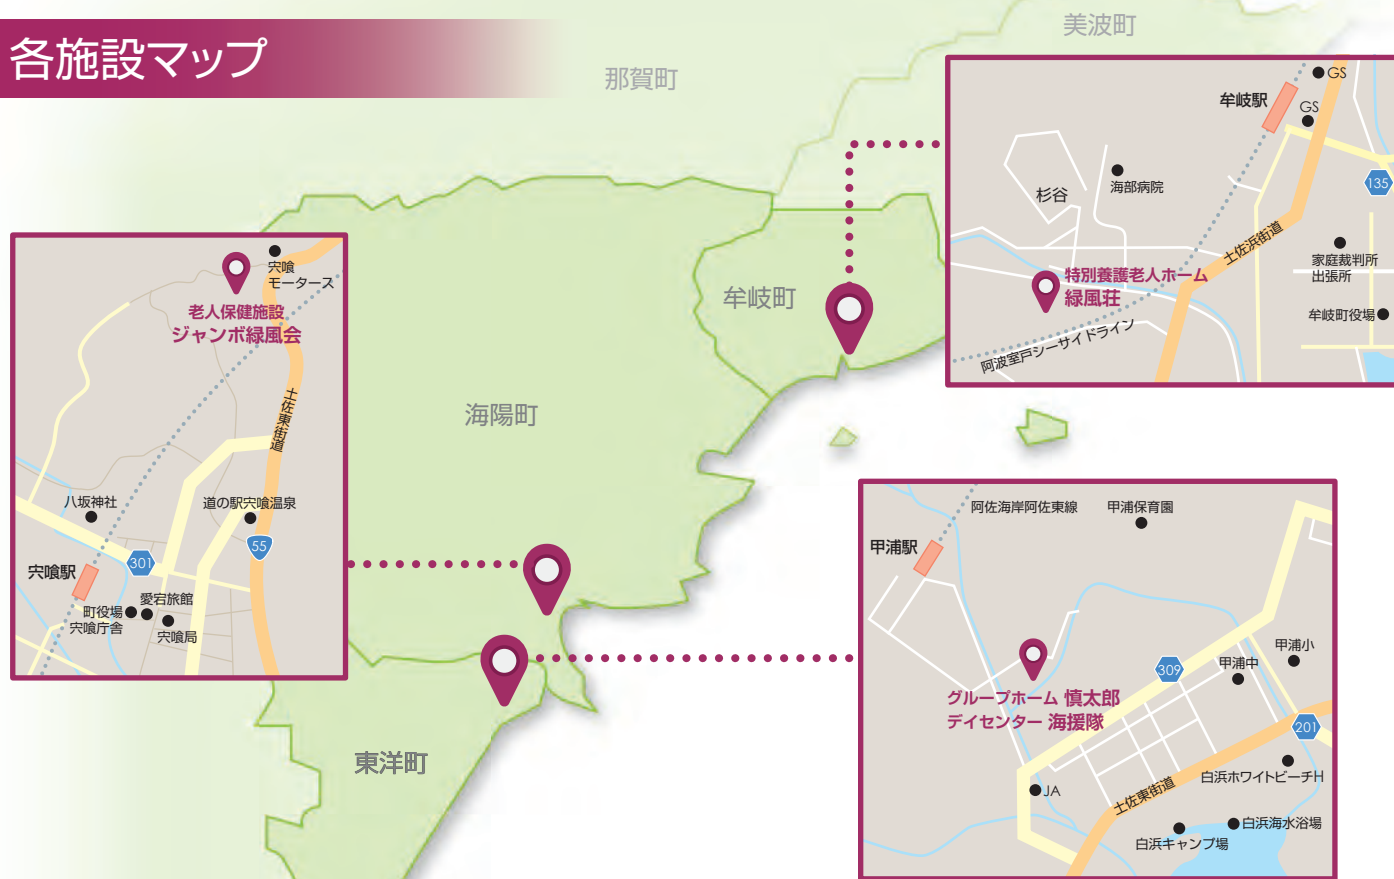 各施設マップ
美波町
那賀町
牟岐町
海陽町
東洋町
GS
牟岐駅
GS
海部病院
杉谷
135
土佐浜街道
家庭裁判所
出張所
特別養護老人ホーム
緑風荘
牟岐町役場
阿波室戸シーサイドライン
宍喰
モータース
老人保健施設
ジャンボ緑風会
土佐東街道
八坂神社
道の駅宍喰温泉
55
301
宍喰駅
愛宕旅館
町役場
宍喰庁舎
宍喰局
阿佐海岸阿佐東線
甲浦保育園
甲浦駅
甲浦小
309
甲浦中
グループホーム 慎太郎
デイセンター 海援隊
201
白浜ホワイトビーチH
JA
土佐東街道
白浜海水浴場
白浜キャンプ場